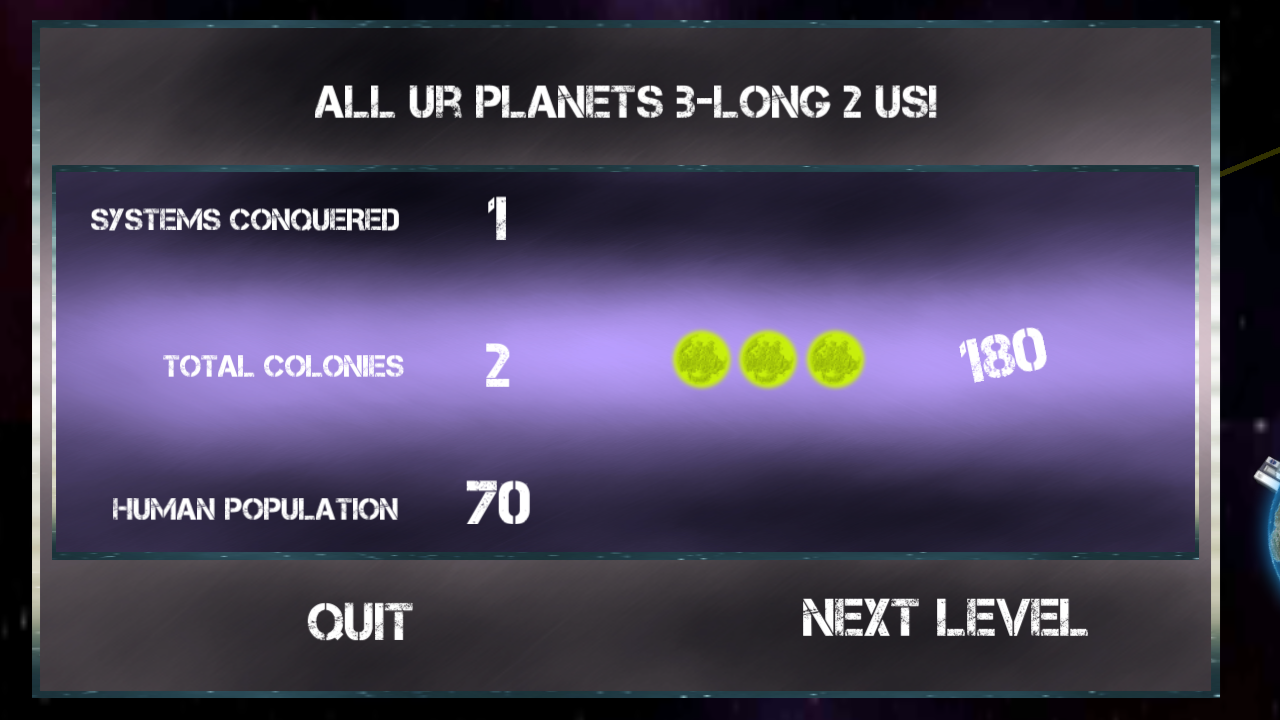 ALL UR PLANETS B-LONG 2 US!
SYSTEMS CONQUERED 1
TOTAL COLONIES 2 180
HUMAN POPULATION 70
QUIT NEXT LEVEL